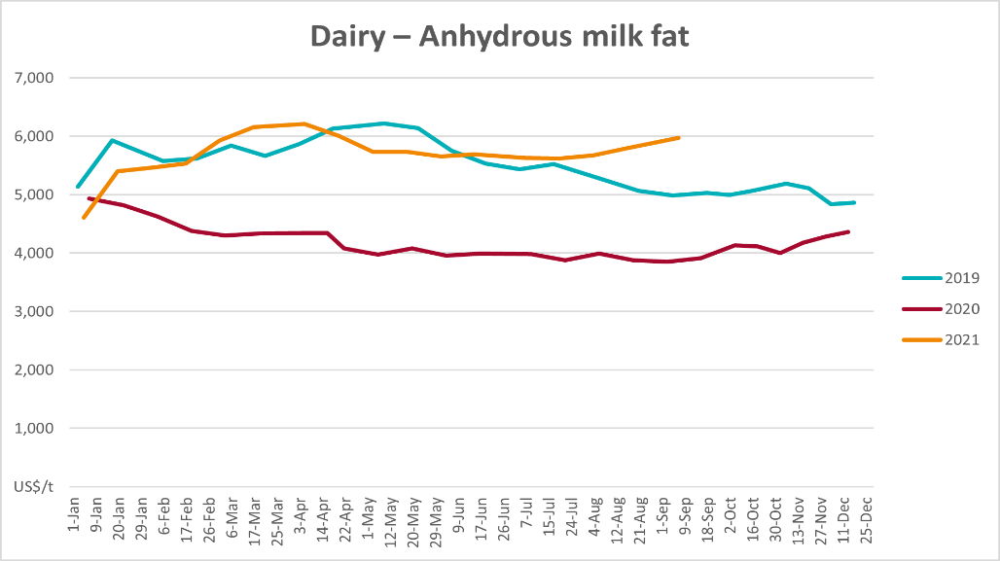 Dairy – Anhydrous milk fat
7,000
6,000
5,000
4,000
3,000
2,000
1,000
US$/t
1-Jan
9-Jan
20-Jan
29-Jan
6-Feb
17-Feb
26-Feb
6-Mar
17-Mar
25-Mar
3-Apr
14-Apr
22-Apr
1-May
12-May
20-May
29-May
9-Jun
17-Jun
26-Jun
7-Jul
15-Jul
24-Jul
4-Aug
12-Aug
21-Aug
1-Sep
9-Sep
18-Sep
2-Oct
16-Oct
30-Oct
13-Nov
27-Nov
11-Dec
25-Dec
2019
2020
2021